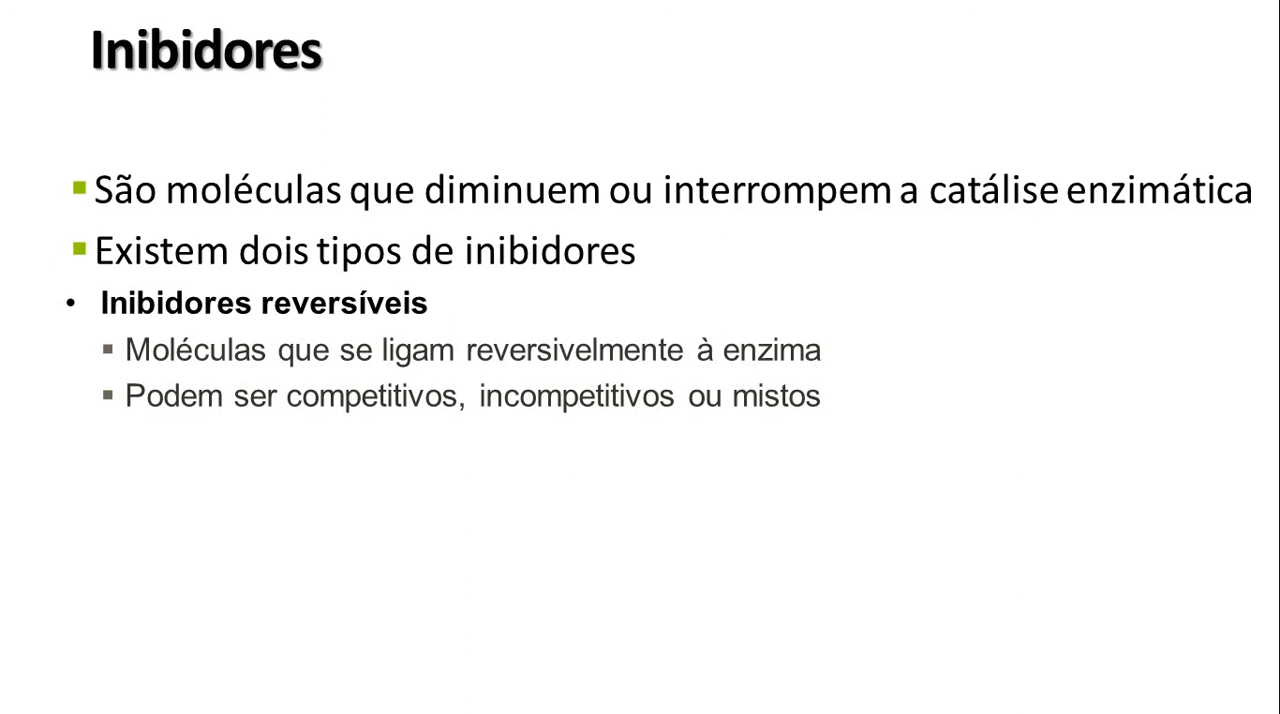 Inibidores
São moléculas que diminuem ou interrompem a catálise enzimática
Existem dois tipos de inibidores
Inibidores reversíveis
Moléculas que se ligam reversivelmente à enzima
Podem ser competitivos, incompetitivos ou mistos